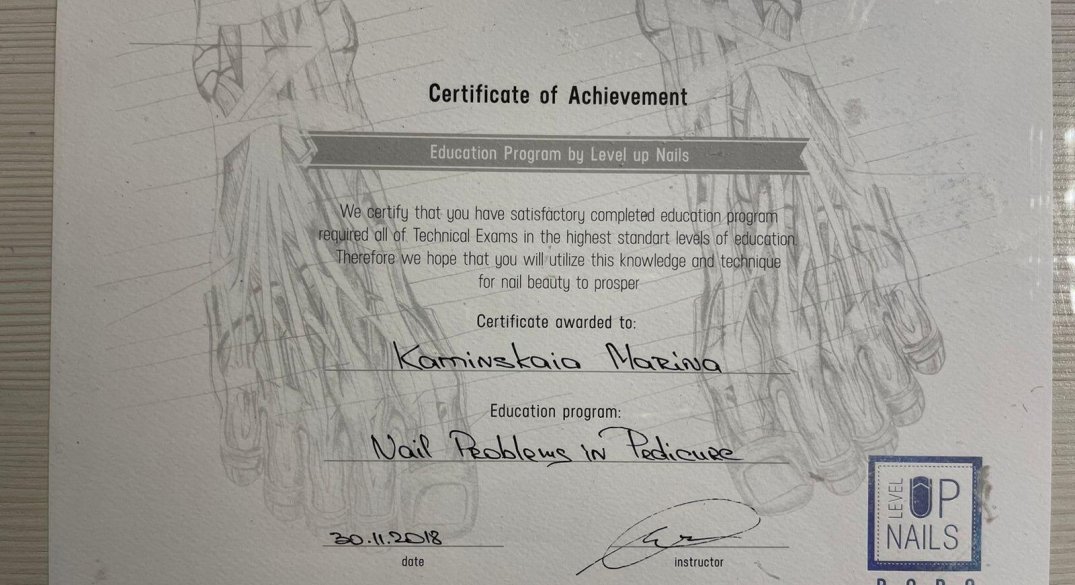 Certificate of Achievement
Education Program by Level up Nails
We certify that you have satisfactory completed education program
required all of Technical Exams in the highest standart levels of education.
Therefore we hope that you will utilize this knowledge and technique
for nail beauty to prosper
Certificate awarded to:
Kaminskaia Marina
Education program:
Nail Problems in Pedicure
30.11.2018
date
instructor
LEVEL
UP
NAILS